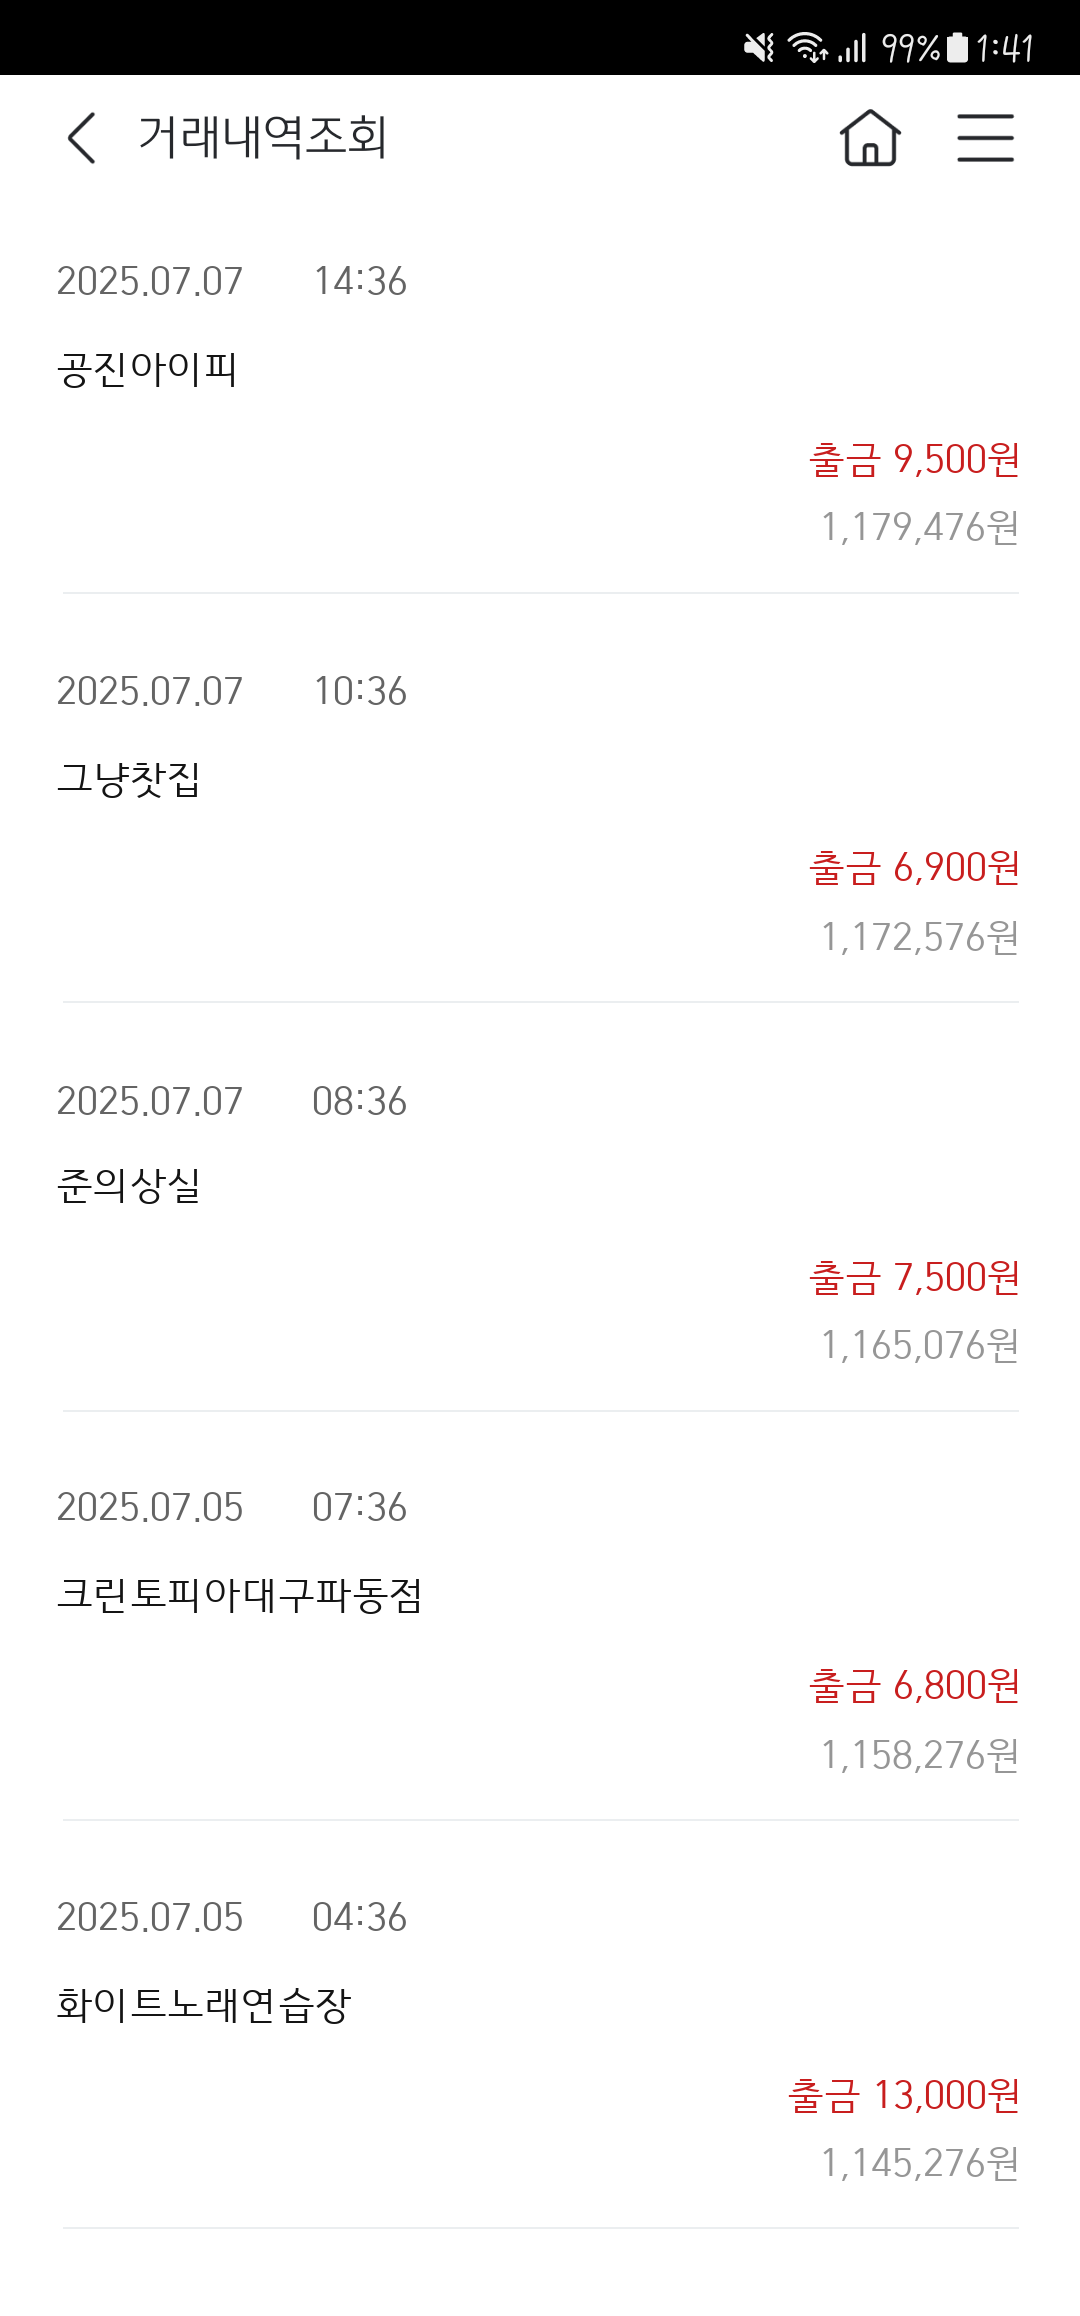 99% 1:41
거래내역조회
2025.07.07 14:36
공진아이피
출금 9,500원
1,179,476원
2025.07.07 10:36
그냥찻집
출금 6,900원
1,172,576원
2025.07.07 08:36
준의상실
출금 7,500원
1,165,076원
2025.07.05 07:36
크린토피아대구파동점
출금 6,800원
1,158,276원
2025.07.05 04:36
화이트노래연습장
출금 13,000원
1,145,276원